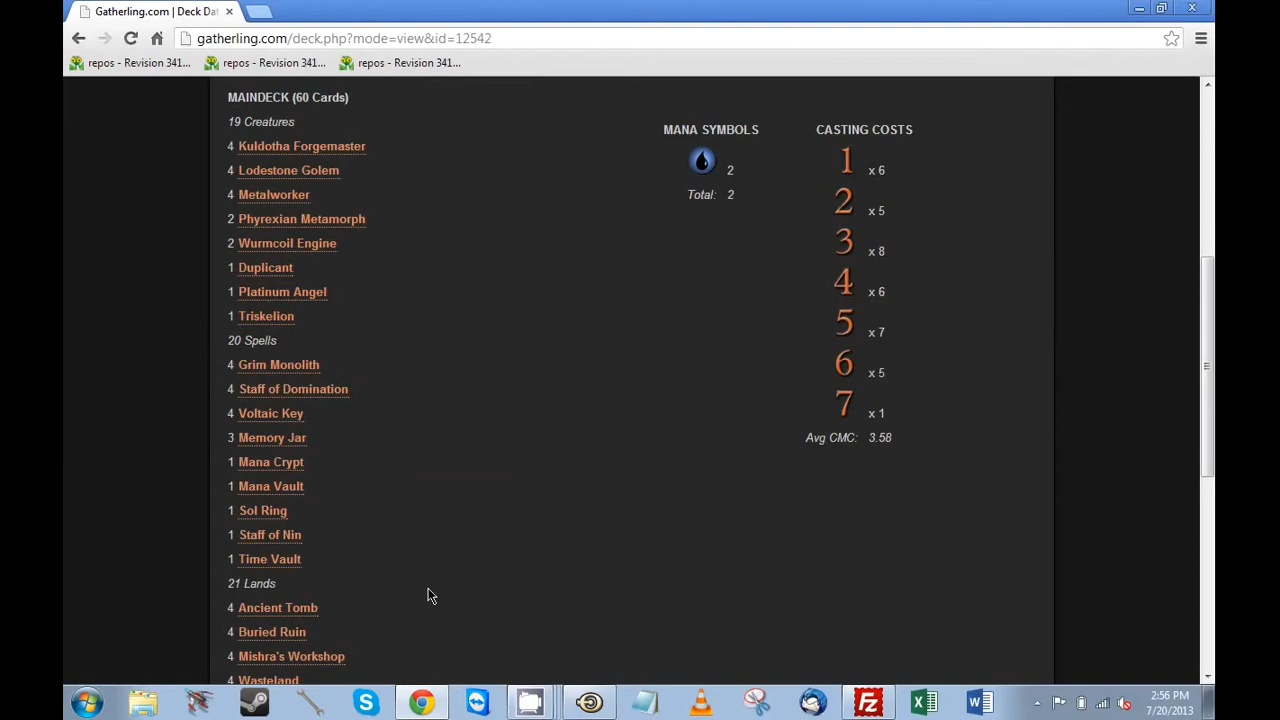 Gatherling.com | Deck Dat
gatherling.com/deck.php?mode=view&id=12542
repos - Revision 341...
repos - Revision 341...
repos - Revision 341...
MAINDECK (60 Cards)
19 Creatures
4 Kuldotha Forgemaster
4 Lodestone Golem
4 Metalworker
2 Phyrexian Metamorph
2 Wurmcoil Engine
1 Duplicant
1 Platinum Angel
1 Triskelion
20 Spells
4 Grim Monolith
4 Staff of Domination
4 Voltaic Key
3 Memory Jar
1 Mana Crypt
1 Mana Vault
1 Sol Ring
1 Staff of Nin
1 Time Vault
21 Lands
4 Ancient Tomb
4 Buried Ruin
4 Mishra's Workshop
4 Wasteland
MANA SYMBOLS
2
Total: 2
CASTING COSTS
1 x 6
2 x 5
3 x 8
4 x 6
5 x 7
6 x 5
7 x 1
Avg CMC: 3.58
2:56 PM
7/20/2013